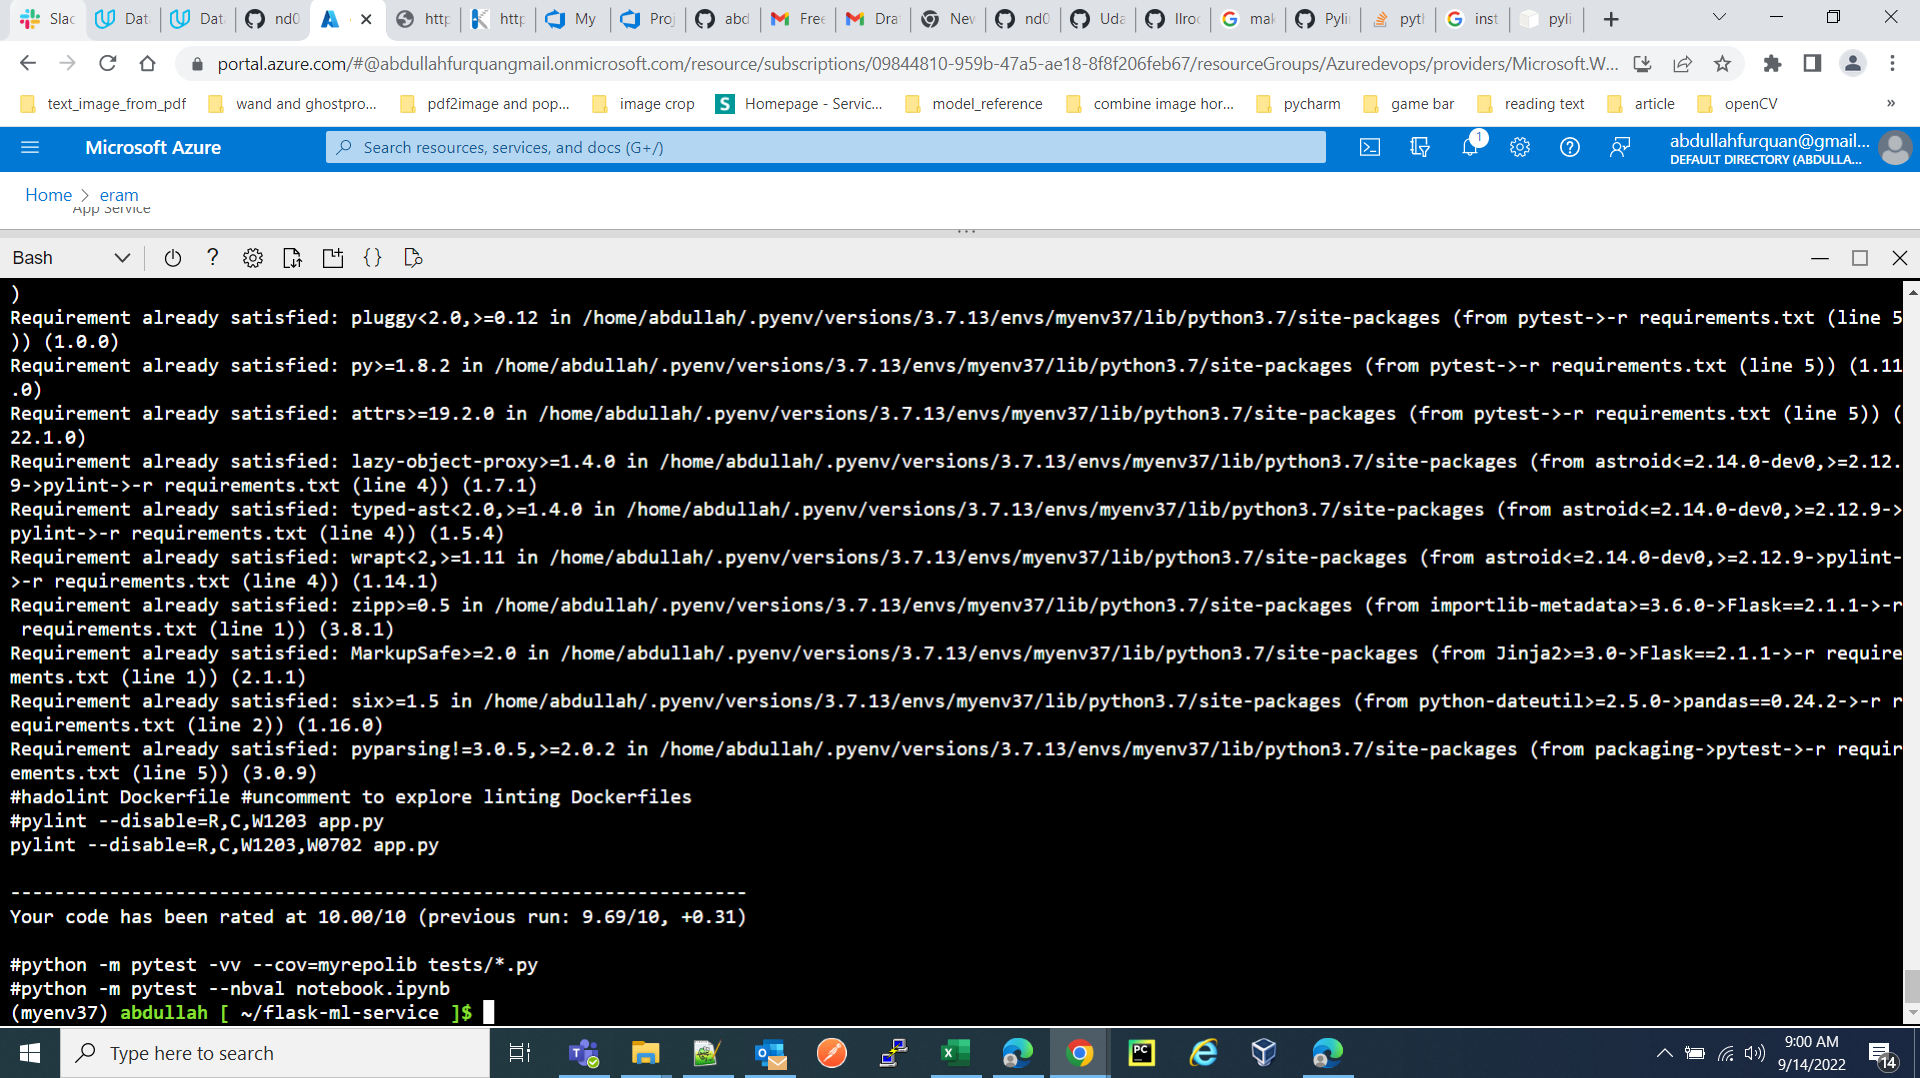 Slac
Data
Data
nd0
http
http
My
Proj
abd
Free
Dra
New
nd0
Uda
Ilroc
mak
Pylin
pyth
inst
pyli
portal.azure.com/#@abdullahfurquangmail.onmicrosoft.com/resource/subscriptions/09844810-959b-47a5-ae18-8f8f206feb67/resourceGroups/Azuredevops/providers/Microsoft.W...
text_image_from_pdf
wand and ghostpro...
pdf2image and pop...
image crop
S Homepage - Servic...
model_reference
combine image hor...
pycharm
game bar
reading text
article
openCV
»
Microsoft Azure
Search resources, services, and docs (G+/)
1
abdullahfurquan@gmail...
DEFAULT DIRECTORY (ABDULLA...
Home > eram
App Service
Bash
)
Requirement already satisfied: pluggy<2.0,>=0.12 in /home/abdullah/.pyenv/versions/3.7.13/envs/myenv37/lib/python3.7/site-packages (from pytest->-r requirements.txt (line 5
)) (1.0.0)
Requirement already satisfied: py>=1.8.2 in /home/abdullah/.pyenv/versions/3.7.13/envs/myenv37/lib/python3.7/site-packages (from pytest->-r requirements.txt (line 5)) (1.11
.0)
Requirement already satisfied: attrs>=19.2.0 in /home/abdullah/.pyenv/versions/3.7.13/envs/myenv37/lib/python3.7/site-packages (from pytest->-r requirements.txt (line 5)) (
22.1.0)
Requirement already satisfied: lazy-object-proxy>=1.4.0 in /home/abdullah/.pyenv/versions/3.7.13/envs/myenv37/lib/python3.7/site-packages (from astroid<=2.14.0-dev0,>=2.12.
9->pylint->-r requirements.txt (line 4)) (1.7.1)
Requirement already satisfied: typed-ast<2.0,>=1.4.0 in /home/abdullah/.pyenv/versions/3.7.13/envs/myenv37/lib/python3.7/site-packages (from astroid<=2.14.0-dev0,>=2.12.9->
pylint->-r requirements.txt (line 4)) (1.5.4)
Requirement already satisfied: wrapt<2,>=1.11 in /home/abdullah/.pyenv/versions/3.7.13/envs/myenv37/lib/python3.7/site-packages (from astroid<=2.14.0-dev0,>=2.12.9->pylint-
>-r requirements.txt (line 4)) (1.14.1)
Requirement already satisfied: zipp>=0.5 in /home/abdullah/.pyenv/versions/3.7.13/envs/myenv37/lib/python3.7/site-packages (from importlib-metadata>=3.6.0->Flask==2.1.1->-r
requirements.txt (line 1)) (3.8.1)
Requirement already satisfied: MarkupSafe>=2.0 in /home/abdullah/.pyenv/versions/3.7.13/envs/myenv37/lib/python3.7/site-packages (from Jinja2>=3.0->Flask==2.1.1->-r require
ments.txt (line 1)) (2.1.1)
Requirement already satisfied: six>=1.5 in /home/abdullah/.pyenv/versions/3.7.13/envs/myenv37/lib/python3.7/site-packages (from python-dateutil>=2.5.0->pandas==0.24.2->-r r
equirements.txt (line 2)) (1.16.0)
Requirement already satisfied: pyparsing!=3.0.5,>=2.0.2 in /home/abdullah/.pyenv/versions/3.7.13/envs/myenv37/lib/python3.7/site-packages (from packaging->pytest->-r requir
ements.txt (line 5)) (3.0.9)
#hadolint Dockerfile #uncomment to explore linting Dockerfiles
#pylint --disable=R,C,W1203 app.py
pylint --disable=R,C,W1203,W0702 app.py
-------------------------------------------------------------------
Your code has been rated at 10.00/10 (previous run: 9.69/10, +0.31)
#python -m pytest -vv --cov=myrepolib tests/*.py
#python -m pytest --nbval notebook.ipynb
(myenv37) abdullah [ ~/flask-ml-service ]$
Type here to search
PC
9:00 AM
9/14/2022
14